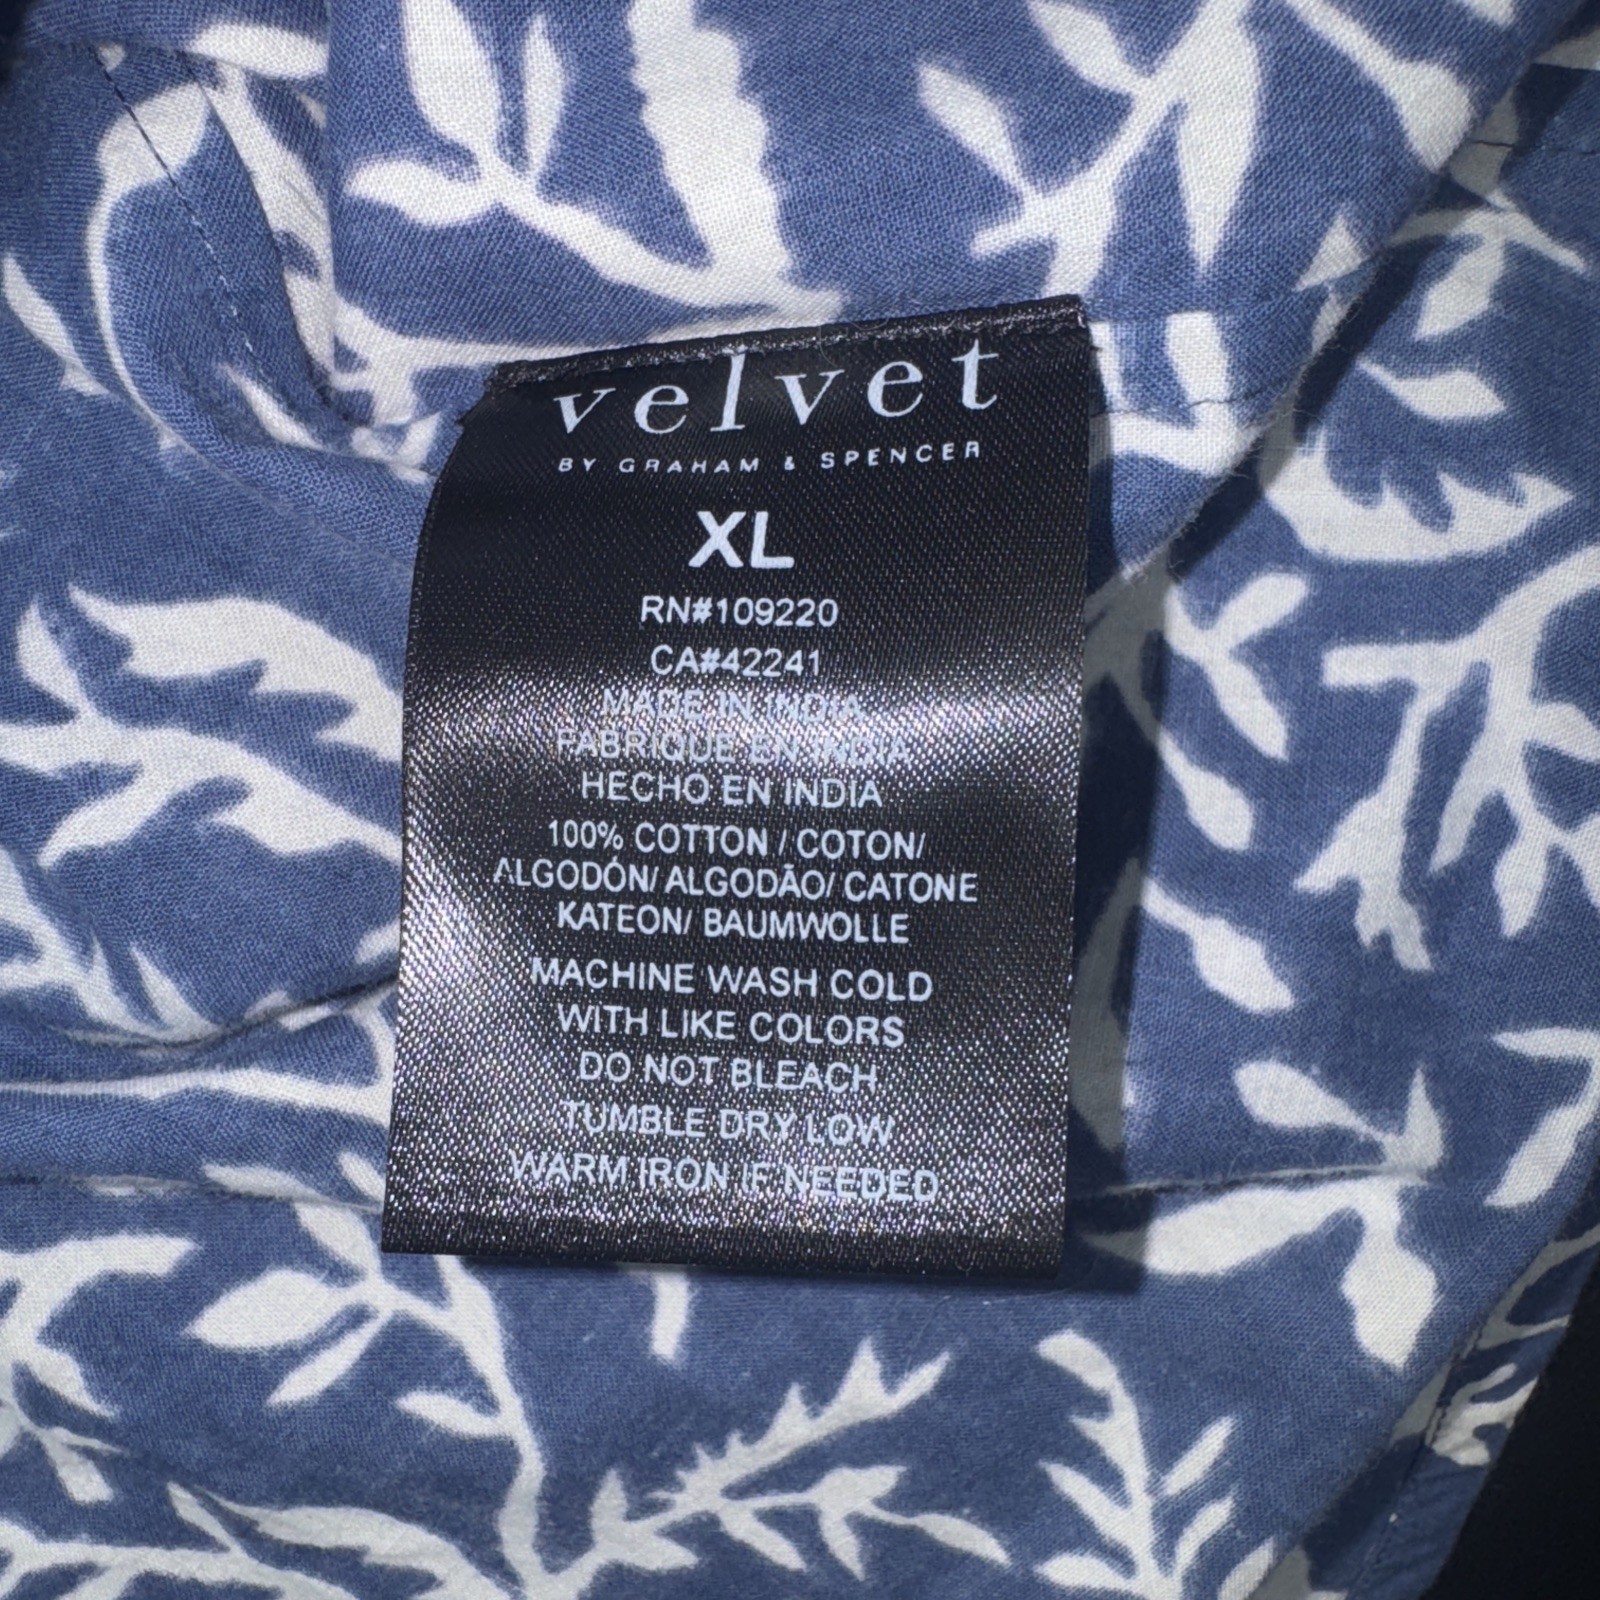 velvet
BY GRAHAM & SPENCER
XL
RN#109220
CA#42241
MADE IN INDIA
FABRIQUE EN INDIA
HECHO EN INDIA
100% COTTON / COTON/
ALGODÓN/ ALGODÃO/ CATONE
KATEON/ BAUMWOLLE
MACHINE WASH COLD
WITH LIKE COLORS
DO NOT BLEACH
TUMBLE DRY LOW
WARM IRON IF NEEDED